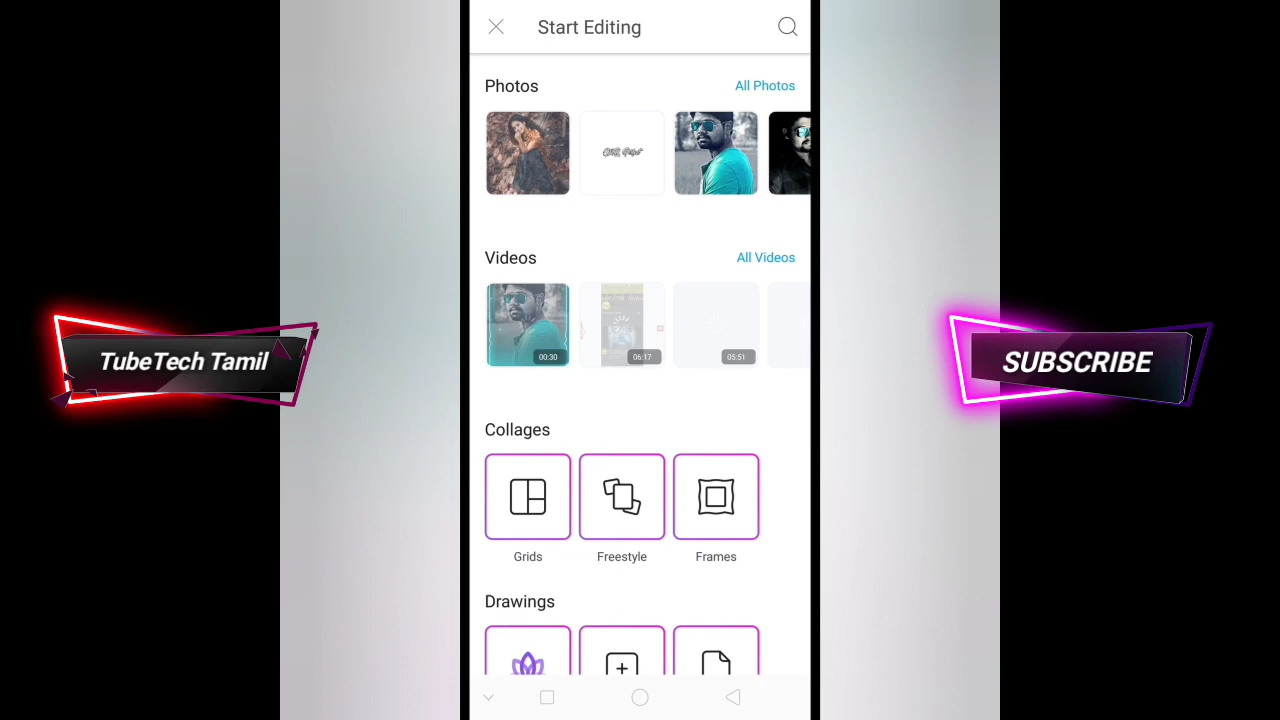 Start Editing
Photos
All Photos
Videos
All Videos
00:30
06:17
05:51
TubeTech Tamil
SUBSCRIBE
Collages
Grids
Freestyle
Frames
Drawings